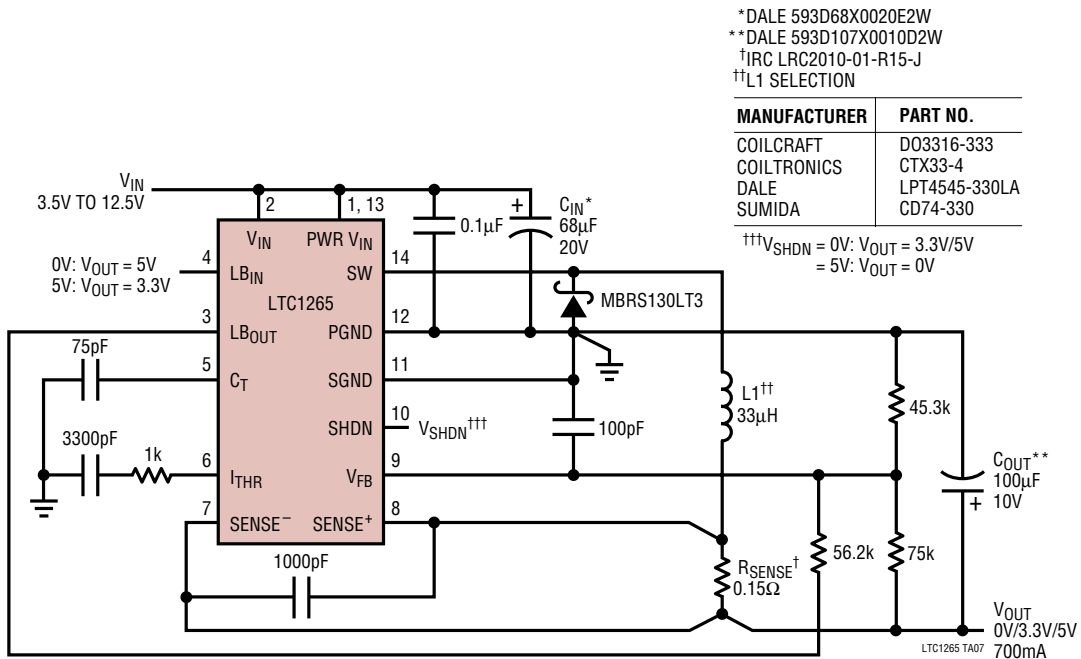 *DALE 593D68X0020E2W
**DALE 593D107X0010D2W
†IRC LRC2010-01-R15-J
††L1 SELECTION
MANUFACTURER PART NO.
COILCRAFT DO3316-333
COILTRONICS CTX33-4
DALE LPT4545-330LA
SUMIDA CD74-330
†††VSHDN = 0V: VOUT = 3.3V/5V
= 5V: VOUT = 0V
VIN
3.5V TO 12.5V
2
1, 13
VIN
PWR VIN
0.1µF
+
CIN*
68µF
20V
0V: VOUT = 5V
5V: VOUT = 3.3V
4
LBIN
SW
14
LTC1265
MBRS130LT3
3
LBOUT
PGND
12
75pF
5
CT
SGND
11
L1††
33µH
45.3k
SHDN
10
VSHDN†††
100pF
3300pF
1k
6
ITHR
VFB
9
COUT**
100µF
10V
+
7
SENSE–
SENSE+
8
1000pF
RSENSE†
0.15Ω
56.2k
75k
VOUT
0V/3.3V/5V
700mA
LTC1265 TA07